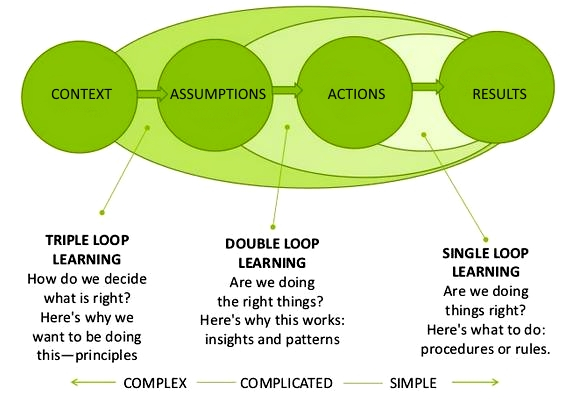 CONTEXT
ASSUMPTIONS
ACTIONS
RESULTS
TRIPLE LOOP
LEARNING
How do we decide
what is right?
Here's why we
want to be doing
this—principles
DOUBLE LOOP
LEARNING
Are we doing
the right things?
Here's why this works:
insights and patterns
SINGLE LOOP
LEARNING
Are we doing
things right?
Here's what to do:
procedures or rules.
COMPLEX
COMPLICATED
SIMPLE